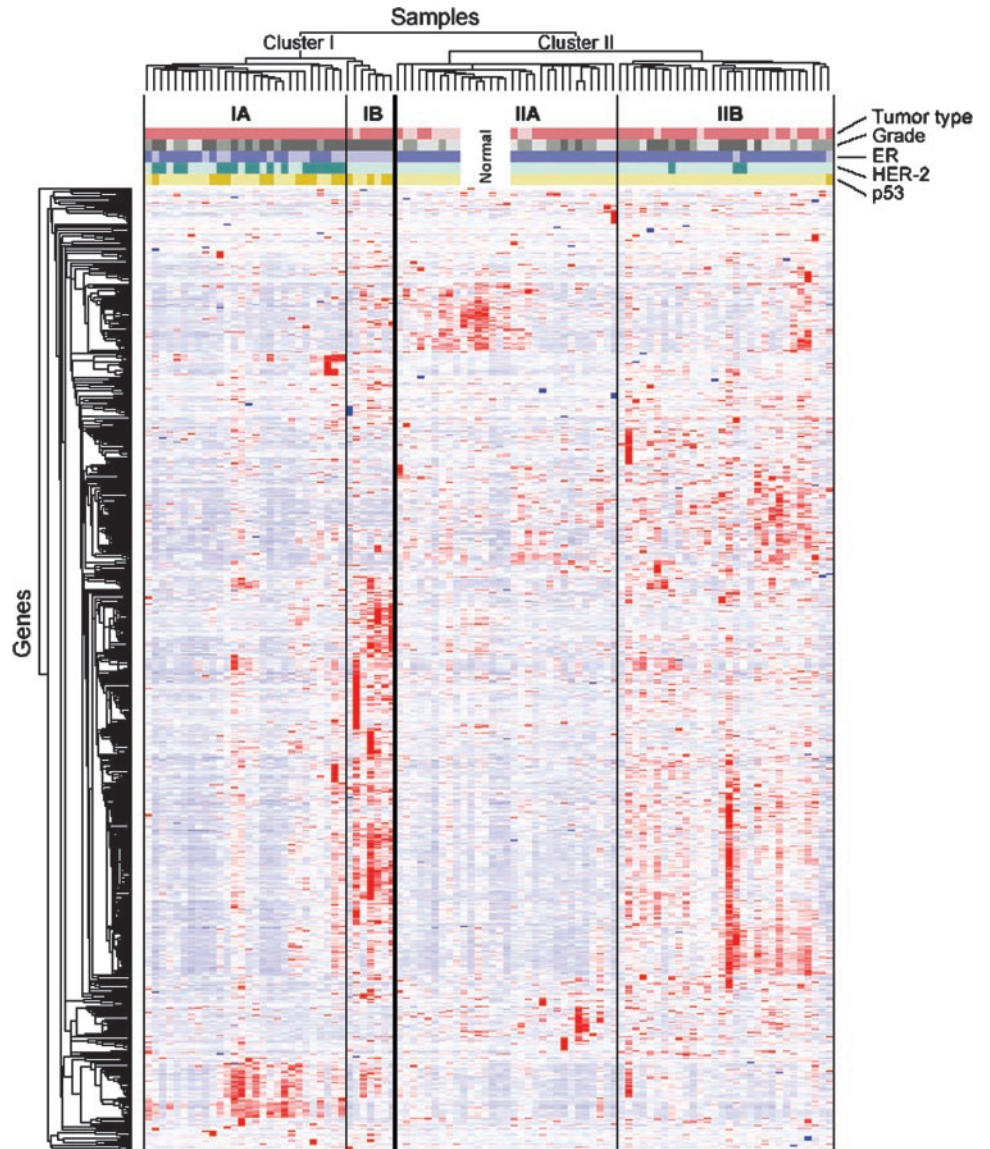 Samples
Cluster I
Cluster II
IA
IB
IIA
IIB
Normal
Tumor type
Grade
ER
HER-2
p53
Genes